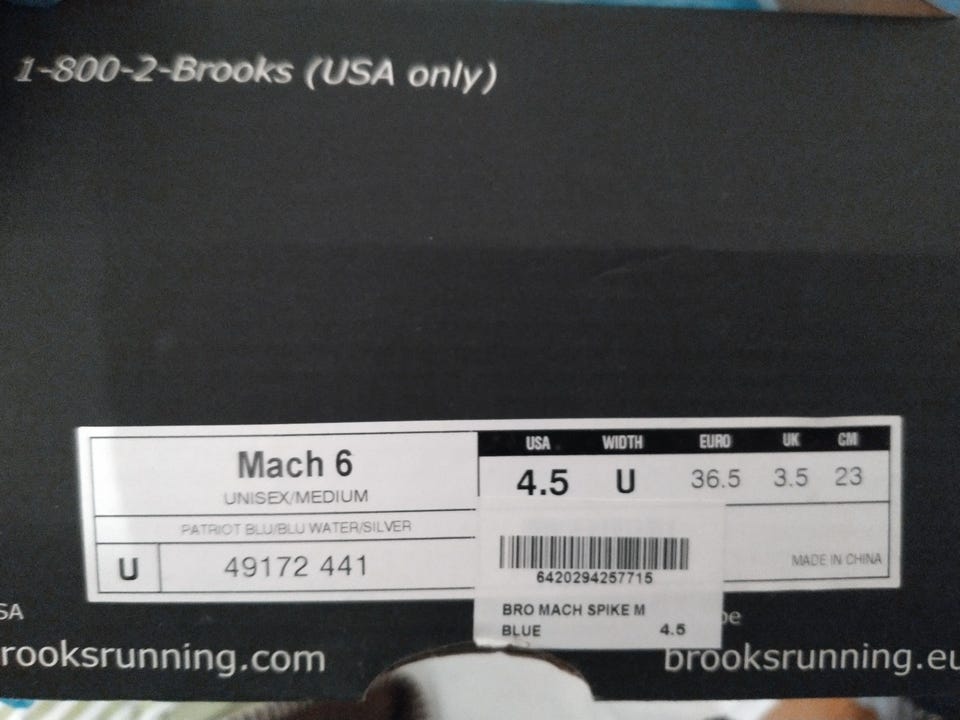 1-800-2-Brooks (USA only)
Mach 6
UNISEX/MEDIUM
PATRIOT BLU/BLU WATER/SILVER
U 49172 441
USA WIDTH EURO UK CM
4.5 U 36.5 3.5 23
MADE IN CHINA
6420294257715
BRO MACH SPIKE M
BLUE 4.5
SA
pe
rooksrunning.com
brooksrunning.eu